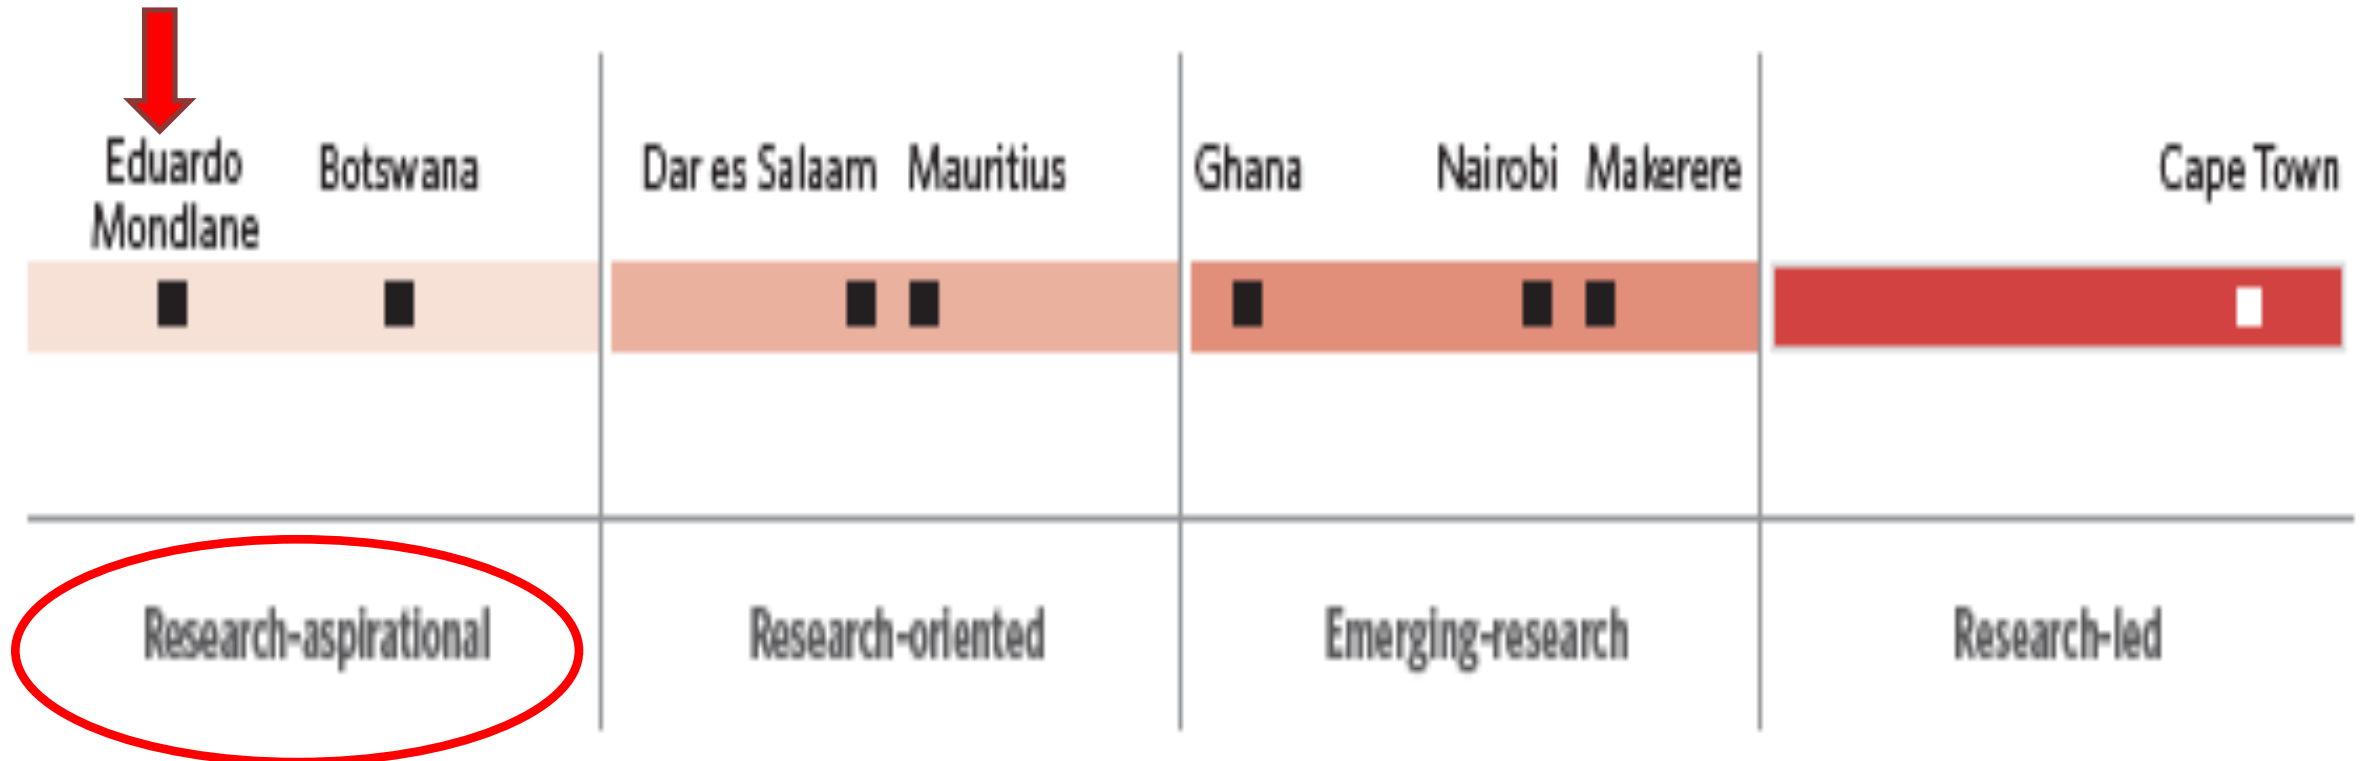 Eduardo
Mondlane
Botswana
Dar es Salaam
Mauritius
Ghana
Nairobi
Makerere
Cape Town
Research-aspirational
Research-oriented
Emerging-research
Research-led